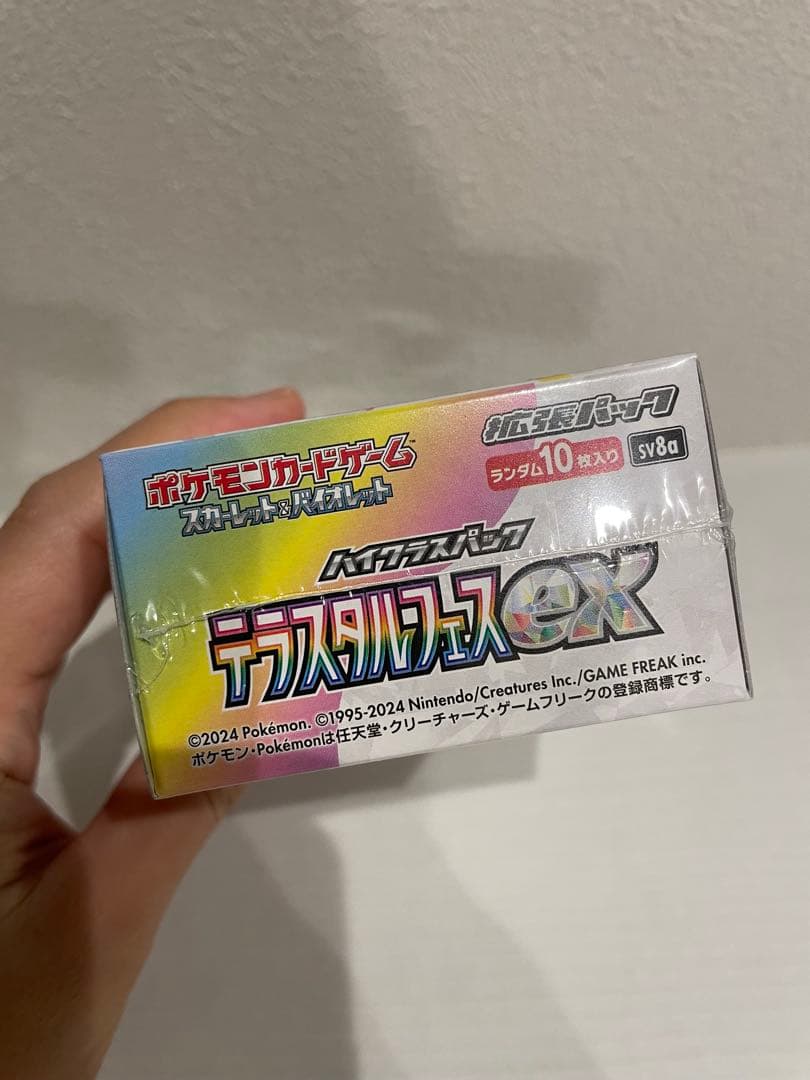 ポケモンカードゲーム™
スカーレット&バイオレット
拡張パック
ランダム10枚入り
SV8a
ハイクラスパック
テラスタルフェスex
©2024 Pokémon. ©1995-2024 Nintendo/Creatures Inc./GAME FREAK inc.
ポケモン・Pokémonは任天堂・クリーチャーズ・ゲームフリークの登録商標です。